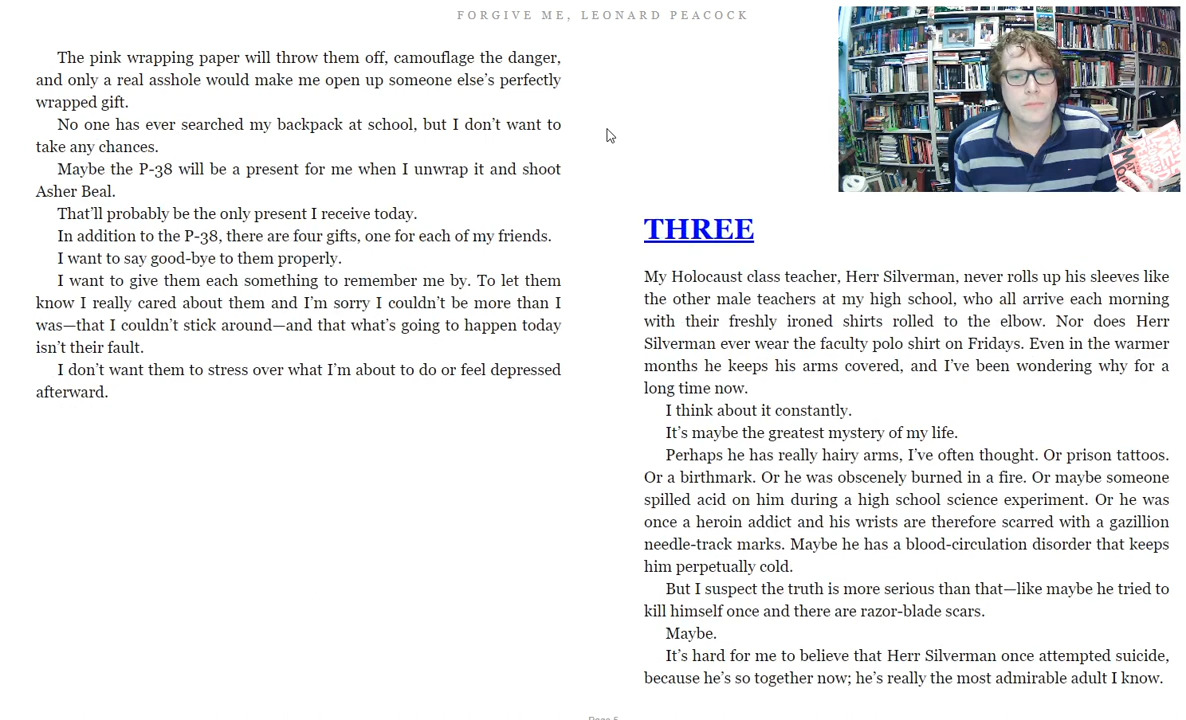 FORGIVE ME, LEONARD PEACOCK
The pink wrapping paper will throw them off, camouflage the danger,
and only a real asshole would make me open up someone else’s perfectly
wrapped gift.
No one has ever searched my backpack at school, but I don’t want to
take any chances.
Maybe the P-38 will be a present for me when I unwrap it and shoot
Asher Beal.
That’ll probably be the only present I receive today.
In addition to the P-38, there are four gifts, one for each of my friends.
I want to say good-bye to them properly.
I want to give them each something to remember me by. To let them
know I really cared about them and I’m sorry I couldn’t be more than I
was—that I couldn’t stick around—and that what’s going to happen today
isn’t their fault.
I don’t want them to stress over what I’m about to do or feel depressed
afterward.
THREE
My Holocaust class teacher, Herr Silverman, never rolls up his sleeves like
the other male teachers at my high school, who all arrive each morning
with their freshly ironed shirts rolled to the elbow. Nor does Herr
Silverman ever wear the faculty polo shirt on Fridays. Even in the warmer
months he keeps his arms covered, and I’ve been wondering why for a
long time now.
I think about it constantly.
It’s maybe the greatest mystery of my life.
Perhaps he has really hairy arms, I’ve often thought. Or prison tattoos.
Or a birthmark. Or he was obscenely burned in a fire. Or maybe someone
spilled acid on him during a high school science experiment. Or he was
once a heroin addict and his wrists are therefore scarred with a gazillion
needle-track marks. Maybe he has a blood-circulation disorder that keeps
him perpetually cold.
But I suspect the truth is more serious than that—like maybe he tried to
kill himself once and there are razor-blade scars.
Maybe.
It’s hard for me to believe that Herr Silverman once attempted suicide,
because he’s so together now; he’s really the most admirable adult I know.